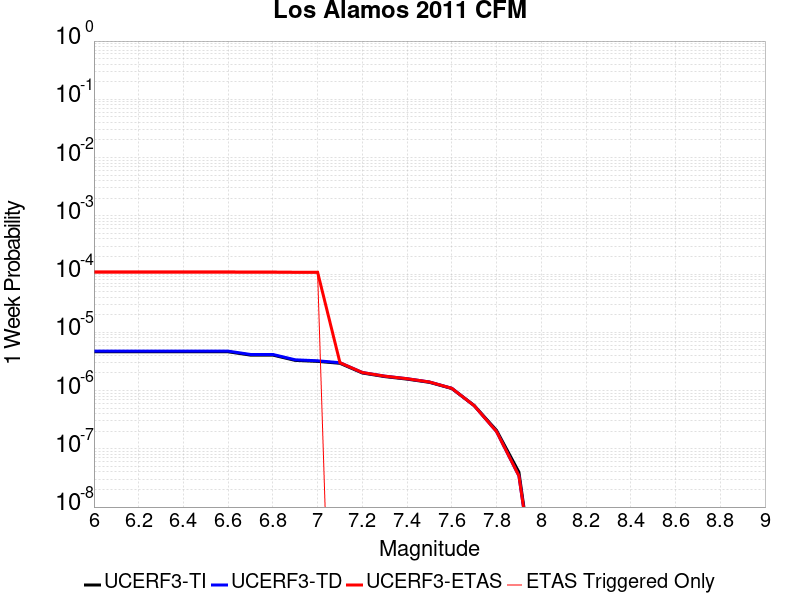 Los Alamos 2011 CFM
10 0
10 -1
10 -2
10 -3
10 -4
10 -5
10 -6
10 -7
10 -8
1 Week Probability
6 6.2 6.4 6.6 6.8 7 7.2 7.4 7.6 7.8 8 8.2 8.4 8.6 8.8 9
Magnitude
UCERF3-TI UCERF3-TD UCERF3-ETAS ETAS Triggered Only